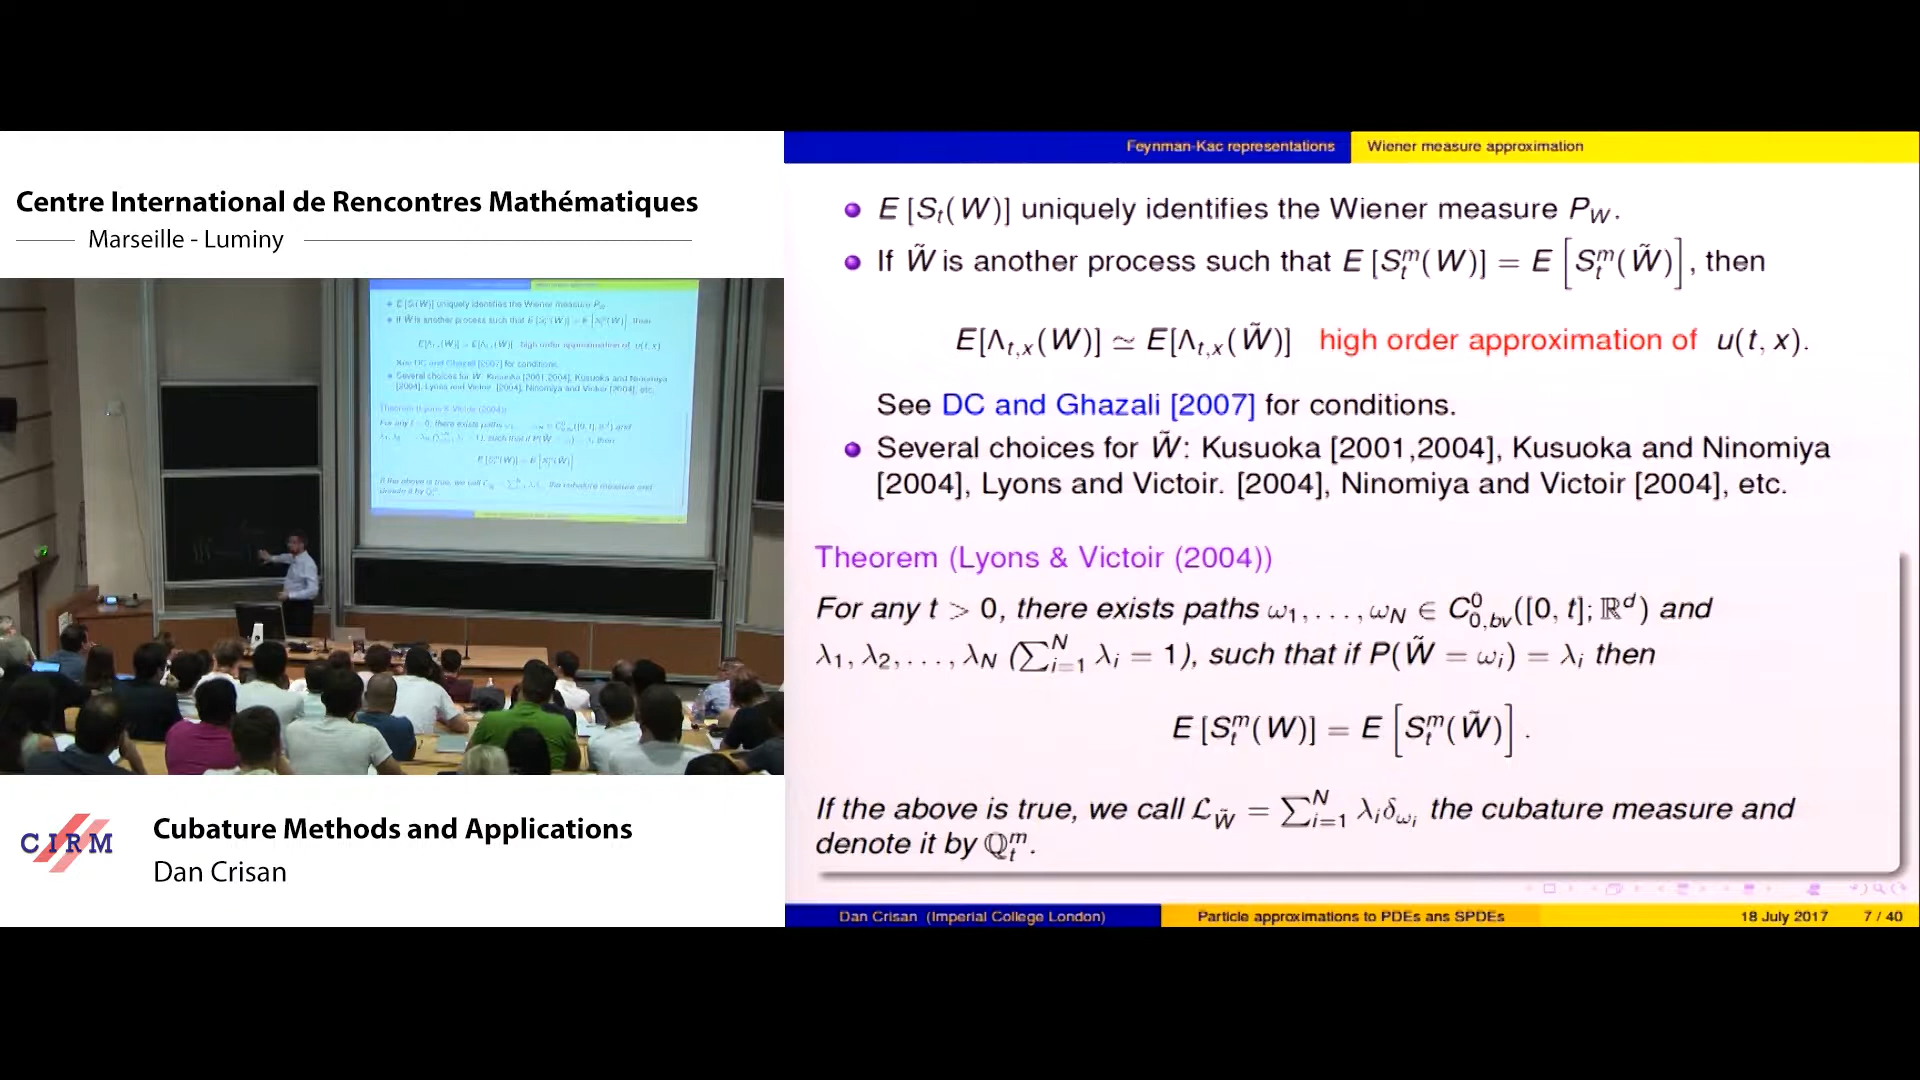 Centre International de Rencontres Mathématiques
Marseille - Luminy
CIRM
Cubature Methods and Applications
Dan Crisan
Feynman-Kac representations Wiener measure approximation
E [S_t(W)] uniquely identifies the Wiener measure P_W.
If W̃ is another process such that E [S_t^m(W)] = E [S_t^m(W̃)], then
E[Λ_{t,x}(W)] ≃ E[Λ_{t,x}(W̃)] high order approximation of u(t, x).
See DC and Ghazali [2007] for conditions.
Several choices for W̃: Kusuoka [2001,2004], Kusuoka and Ninomiya
[2004], Lyons and Victoir. [2004], Ninomiya and Victoir [2004], etc.
Theorem (Lyons & Victoir (2004))
For any t > 0, there exists paths ω_1, . . . , ω_N ∈ C^0_{0,bv}([0, t]; ℝ^d) and
λ_1, λ_2, . . . , λ_N (∑_{i=1}^N λ_i = 1), such that if P(W̃ = ω_i) = λ_i then
E [S_t^m(W)] = E [S_t^m(W̃)] .
If the above is true, we call ℒ_W̃ = ∑_{i=1}^N λ_i δ_{ω_i} the cubature measure and
denote it by ℚ_t^m.
Dan Crisan (Imperial College London) Particle approximations to PDEs ans SPDEs 18 July 2017 7 / 40